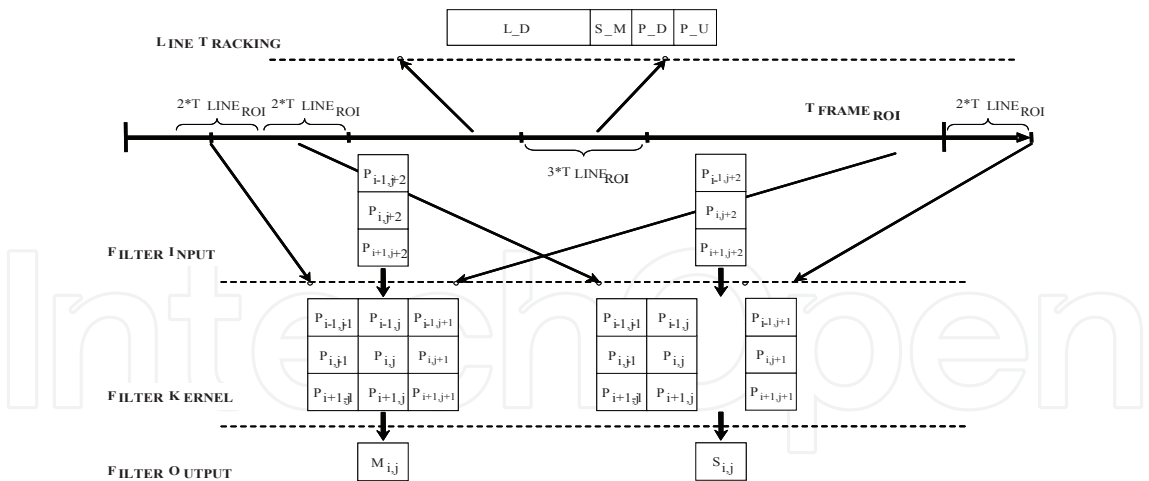 L_D S_M P_D P_U
LINE TRACKING
2*T LINE ROI 2*T LINE ROI T FRAME ROI 2*T LINE ROI
3*T LINE ROI
P i-1,j+2 P i-1,j+2
P i,j+2 P i,j+2
P i+1,j+2 P i+1,j+2
FILTER INPUT
P i-1,j-1 P i-1,j P i-1,j+1 P i-1,j-1 P i-1,j P i-1,j+1
P i,j-1 P i,j P i,j+1 P i,j-1 P i,j P i,j+1
P i+1,j-1 P i+1,j P i+1,j+1 P i+1,j-1 P i+1,j P i+1,j+1
FILTER KERNEL
M i,j S i,j
FILTER OUTPUT
IntechOpen